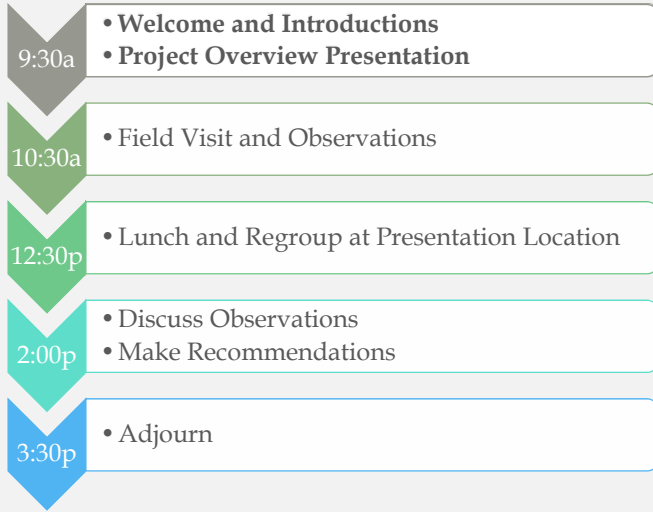 9:30a
• Welcome and Introductions
• Project Overview Presentation
10:30a
• Field Visit and Observations
12:30p
• Lunch and Regroup at Presentation Location
2:00p
• Discuss Observations
• Make Recommendations
3:30p
• Adjourn